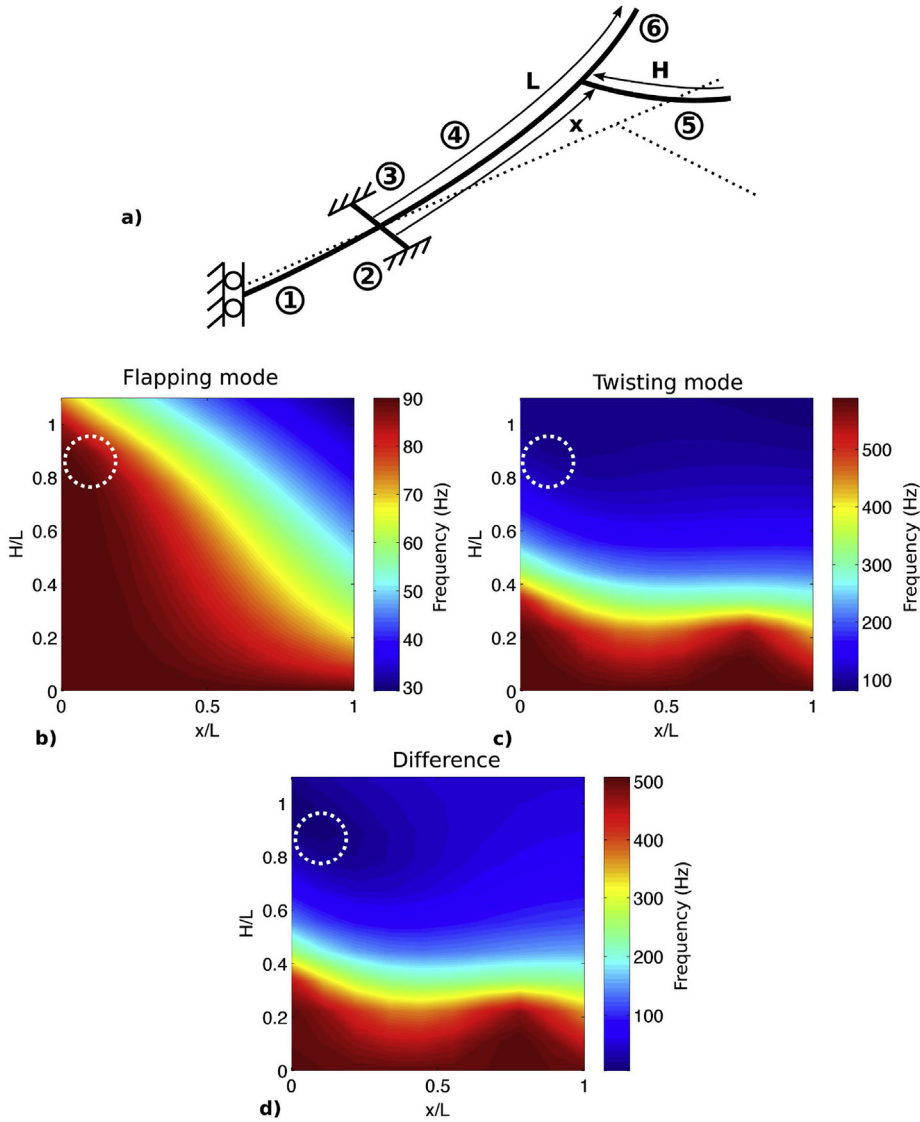 ⑥
L
H
④
x
⑤
③
a)
②
①
Flapping mode
90
80
70
60
50
40
30
Frequency (Hz)
1
0.8
0.6
0.4
0.2
0
H/L
0 0.5 1
x/L
b)
Twisting mode
500
400
300
200
100
Frequency (Hz)
1
0.8
0.6
0.4
0.2
0
H/L
0 0.5 1
x/L
c)
Difference
500
400
300
200
100
Frequency (Hz)
1
0.8
0.6
0.4
0.2
0
H/L
0 0.5 1
x/L
d)